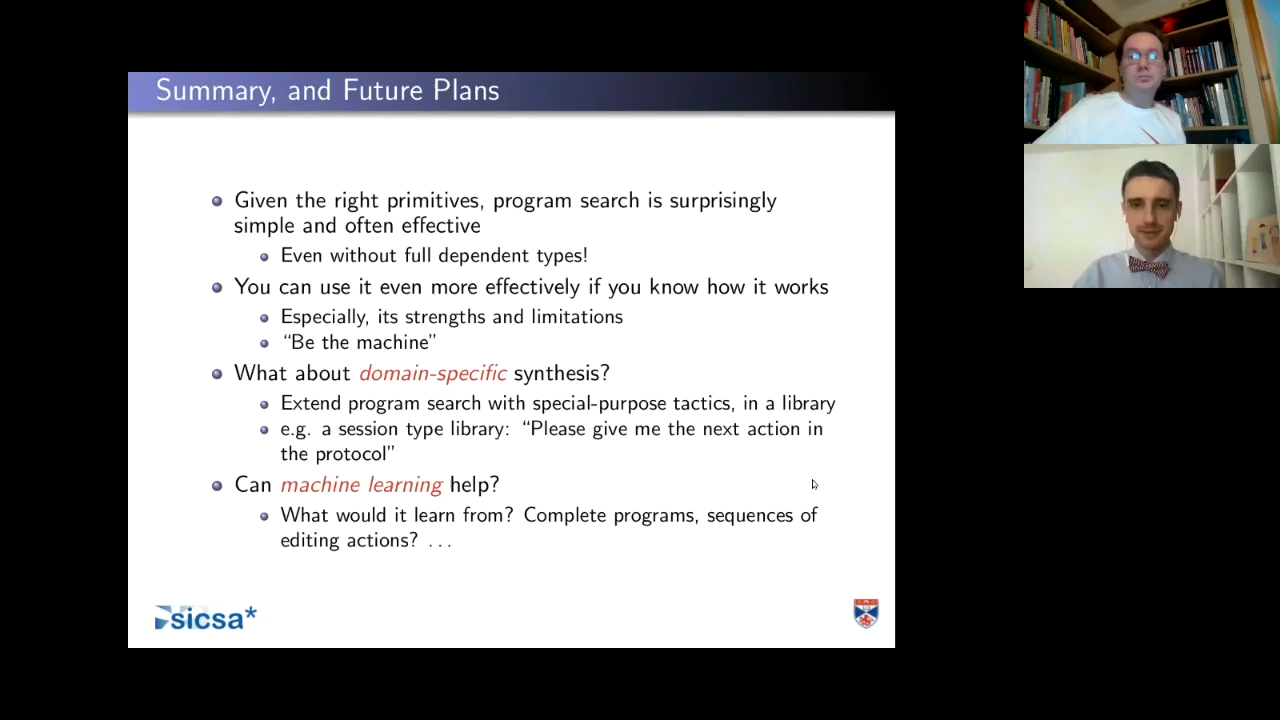 Summary, and Future Plans
Given the right primitives, program search is surprisingly
simple and often effective
Even without full dependent types!
You can use it even more effectively if you know how it works
Especially, its strengths and limitations
“Be the machine”
What about domain-specific synthesis?
Extend program search with special-purpose tactics, in a library
e.g. a session type library: “Please give me the next action in
the protocol”
Can machine learning help?
What would it learn from? Complete programs, sequences of
editing actions? ...
sicsa*